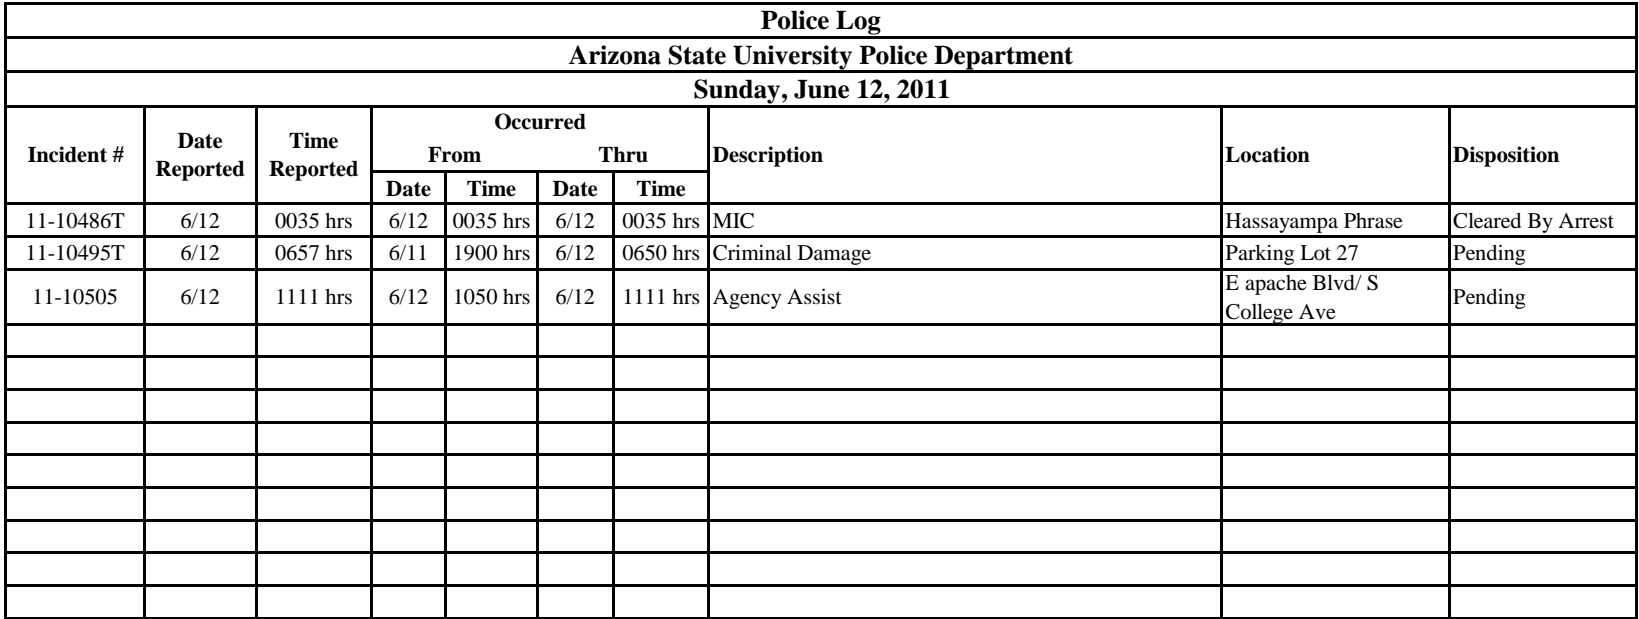 Police Log
Arizona State University Police Department
Sunday, June 12, 2011
Incident # Date Reported Time Reported Occurred Description Location Disposition
From Thru
Date Time Date Time
11-10486T 6/12 0035 hrs 6/12 0035 hrs 6/12 0035 hrs MIC Hassayampa Phrase Cleared By Arrest
11-10495T 6/12 0657 hrs 6/11 1900 hrs 6/12 0650 hrs Criminal Damage Parking Lot 27 Pending
11-10505 6/12 1111 hrs 6/12 1050 hrs 6/12 1111 hrs Agency Assist E apache Blvd/ S College Ave Pending